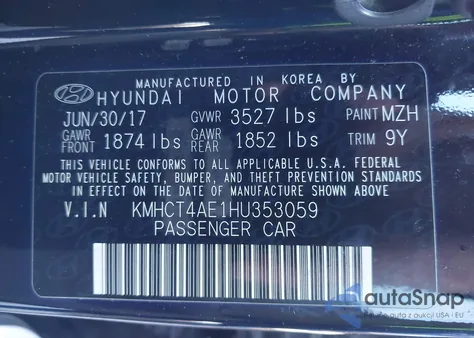 MANUFACTURED IN KOREA BY
HYUNDAI MOTOR COMPANY
JUN/30/17 GVWR 3527 lbs PAINT MZH
GAWR FRONT 1874 lbs GAWR REAR 1852 lbs TRIM 9Y
THIS VEHICLE CONFORMS TO ALL APPLICABLE U.S.A. FEDERAL
MOTOR VEHICLE SAFETY, BUMPER, AND THEFT PREVENTION STANDARDS
IN EFFECT ON THE DATE OF MANUFACTURE SHOWN ABOVE
V.I.N KMHCT4AE1HU353059
PASSENGER CAR
autoSnap